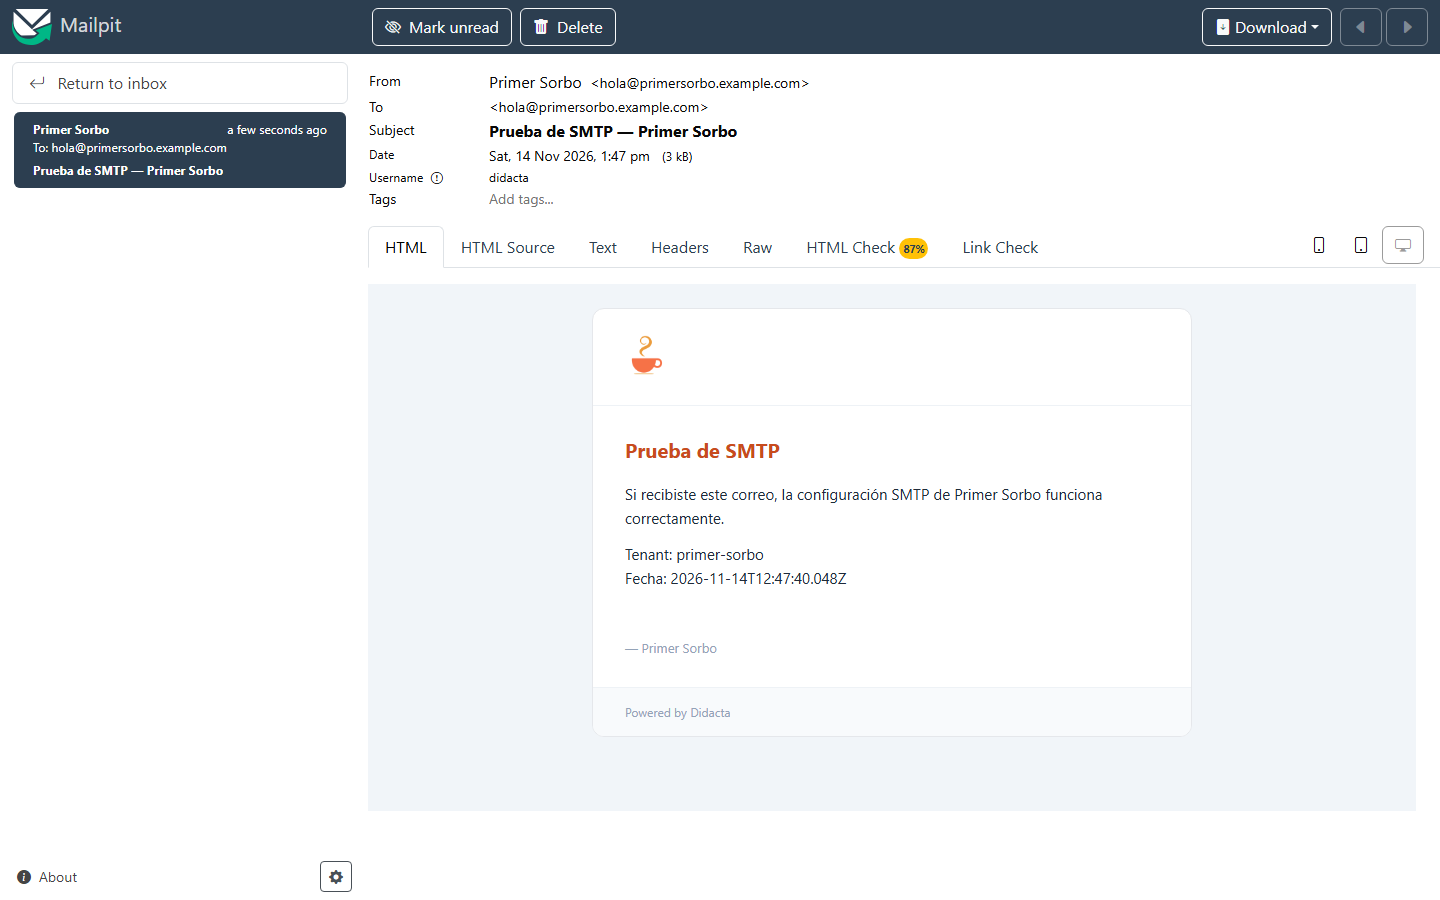 Mailpit
Mark unread
Delete
Download
Return to inbox
Primer Sorbo a few seconds ago
To: hola@primersorbo.example.com
Prueba de SMTP — Primer Sorbo
From Primer Sorbo <hola@primersorbo.example.com>
To <hola@primersorbo.example.com>
Subject Prueba de SMTP — Primer Sorbo
Date Sat, 14 Nov 2026, 1:47 pm (3 kB)
Username didacta
Tags Add tags...
HTML HTML Source Text Headers Raw HTML Check 87% Link Check
Prueba de SMTP
Si recibiste este correo, la configuración SMTP de Primer Sorbo funciona
correctamente.
Tenant: primer-sorbo
Fecha: 2026-11-14T12:47:40.048Z
— Primer Sorbo
Powered by Didacta
About